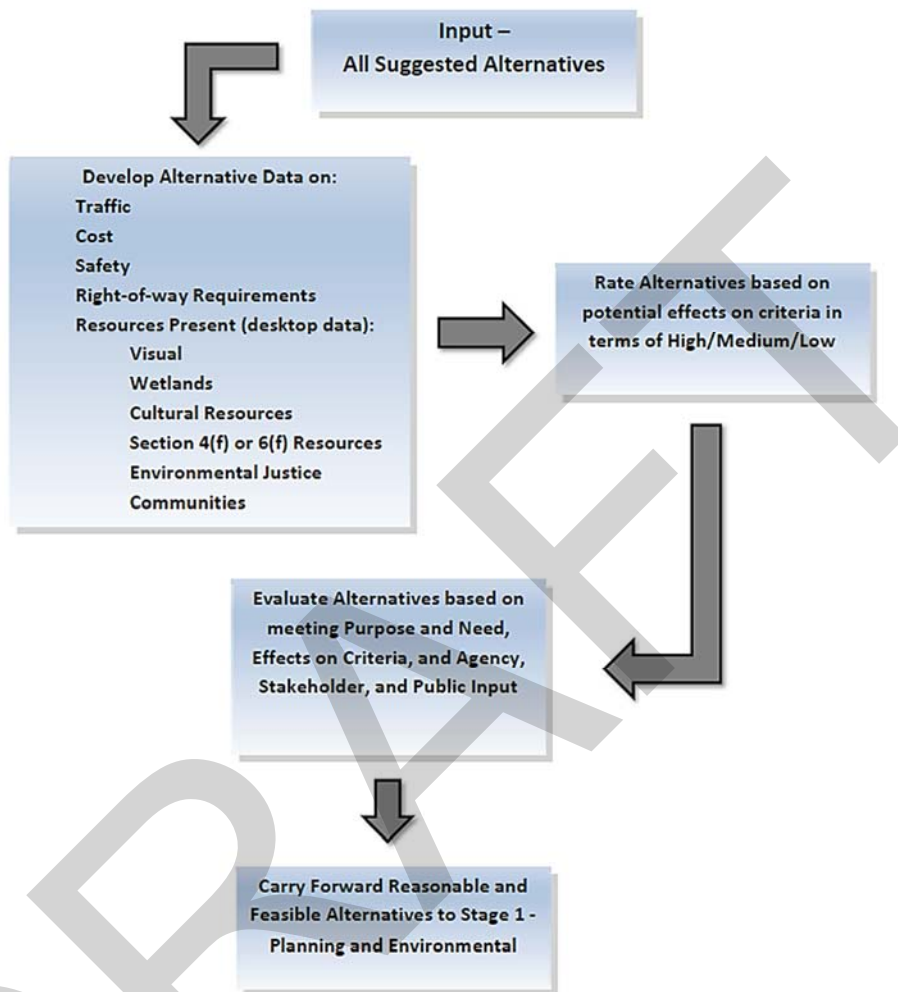 Input –
All Suggested Alternatives
Develop Alternative Data on:
Traffic
Cost
Safety
Right-of-way Requirements
Resources Present (desktop data):
Visual
Wetlands
Cultural Resources
Section 4(f) or 6(f) Resources
Environmental Justice
Communities
Rate Alternatives based on
potential effects on criteria in
terms of High/Medium/Low
Evaluate Alternatives based on
meeting Purpose and Need,
Effects on Criteria, and Agency,
Stakeholder, and Public Input
Carry Forward Reasonable and
Feasible Alternatives to Stage 1 -
Planning and Environmental
DRAFT